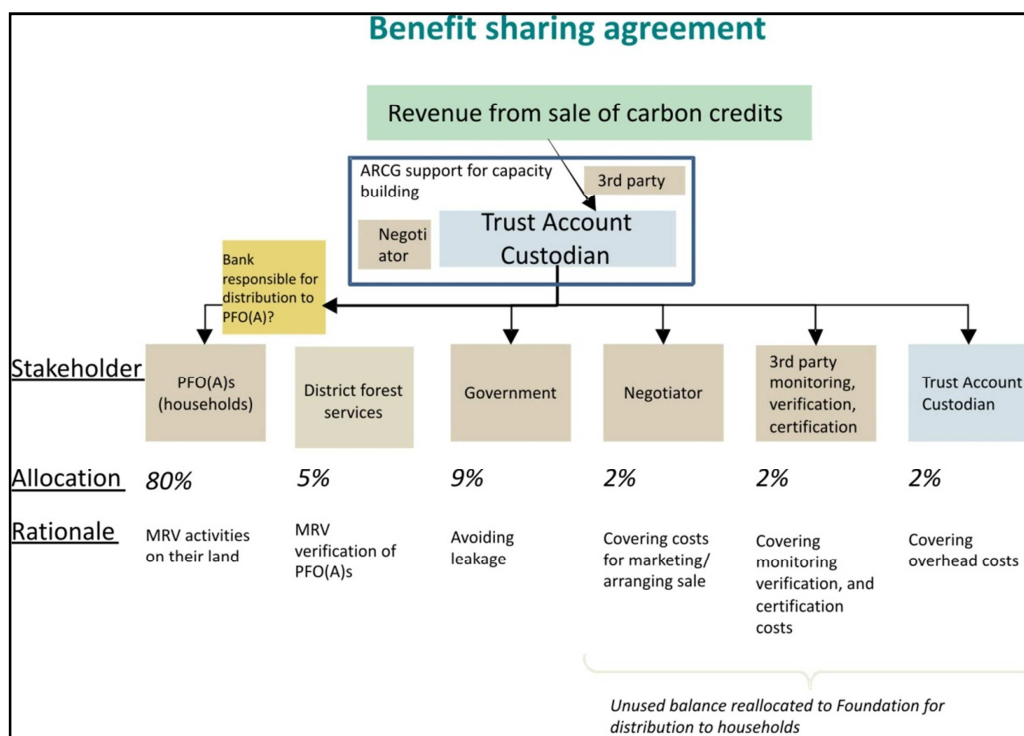 Benefit sharing agreement
Revenue from sale of carbon credits
ARCG support for capacity
building
3rd party
Negoti
ator
Trust Account
Custodian
Bank
responsible for
distribution to
PFO(A)?
Stakeholder
PFO(A)s
(households)
District forest
services
Government
Negotiator
3rd party
monitoring,
verification,
certification
Trust Account
Custodian
Allocation
80%
5%
9%
2%
2%
2%
Rationale
MRV activities
on their land
MRV
verification of
PFO(A)s
Avoiding
leakage
Covering costs
for marketing/
arranging sale
Covering
monitoring
verification, and
certification
costs
Covering
overhead costs
Unused balance reallocated to Foundation for
distribution to households